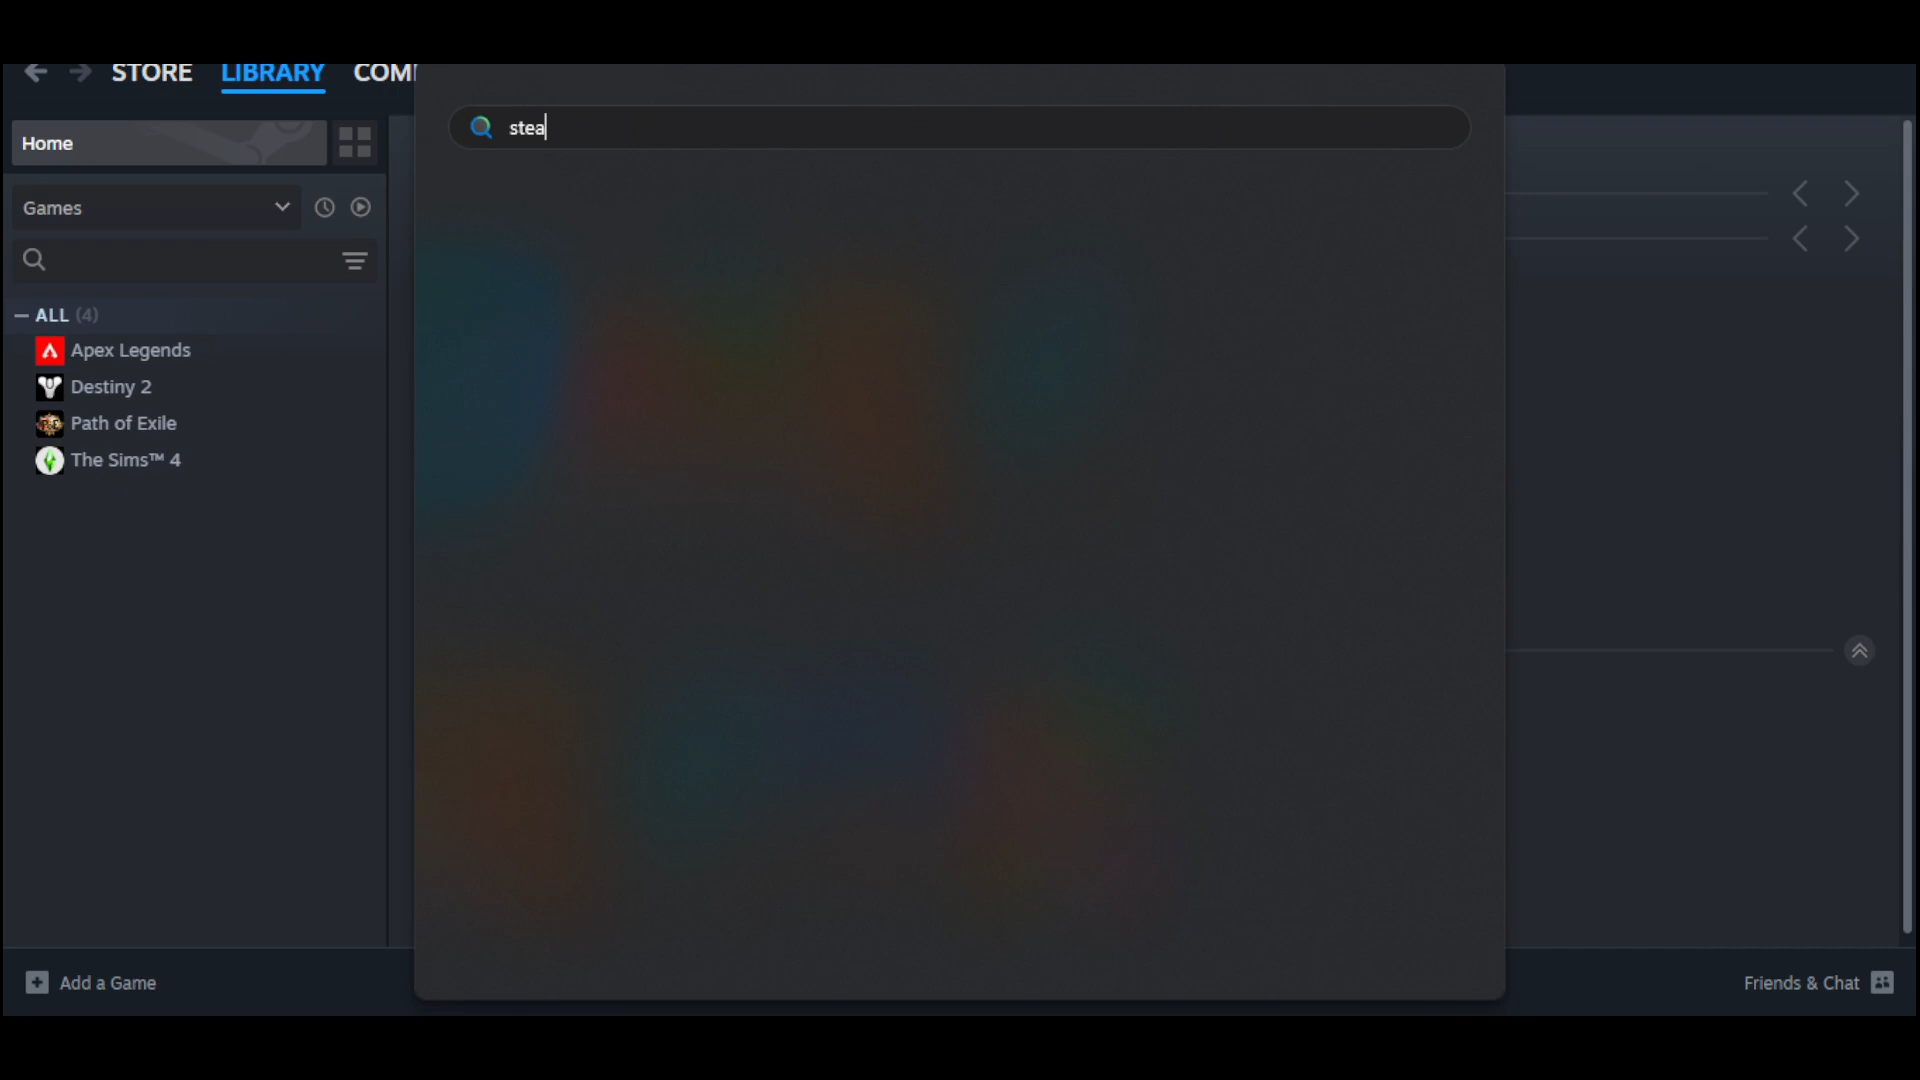 STORE LIBRARY COM
stea
Home
Games
ALL (4)
Apex Legends
Destiny 2
Path of Exile
The Sims™ 4
Add a Game
Friends & Chat